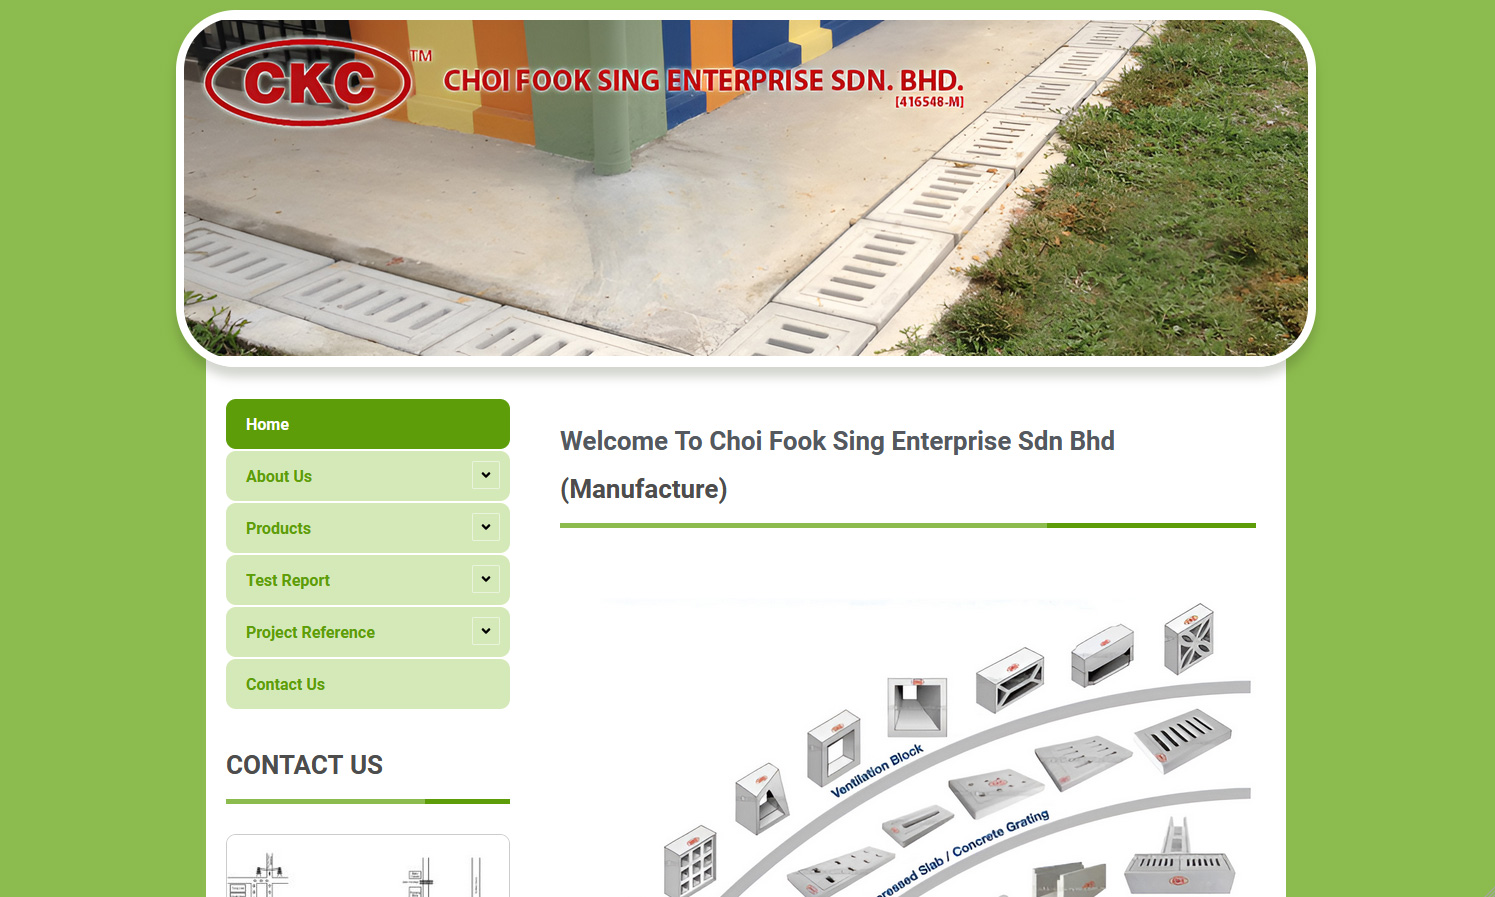 CKC TM
CHOI FOOK SING ENTERPRISE SDN. BHD.
[416548-M]
Home
About Us
Products
Test Report
Project Reference
Contact Us
CONTACT US
Welcome To Choi Fook Sing Enterprise Sdn Bhd
(Manufacture)
Ventilation Block
ressed Slab / Concrete Grating